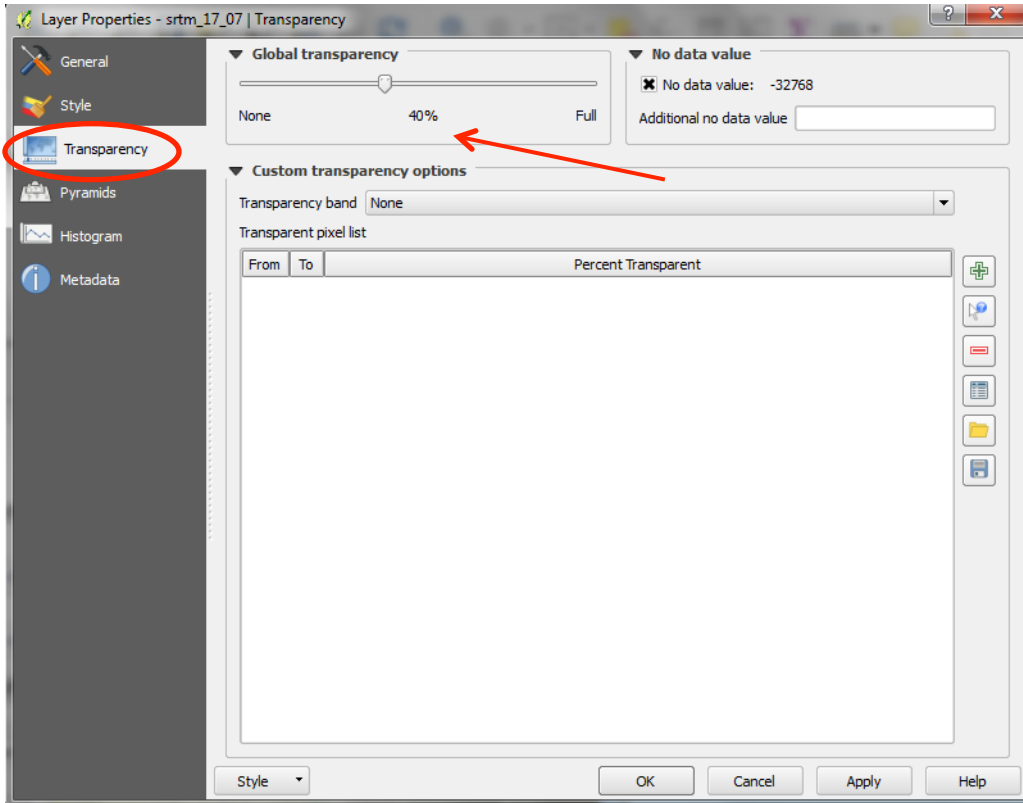 Layer Properties - srtm_17_07 | Transparency
General
Style
Transparency
Pyramids
Histogram
Metadata
Global transparency
None 40% Full
No data value
No data value: -32768
Additional no data value
Custom transparency options
Transparency band None
Transparent pixel list
From To Percent Transparent
Style OK Cancel Apply Help